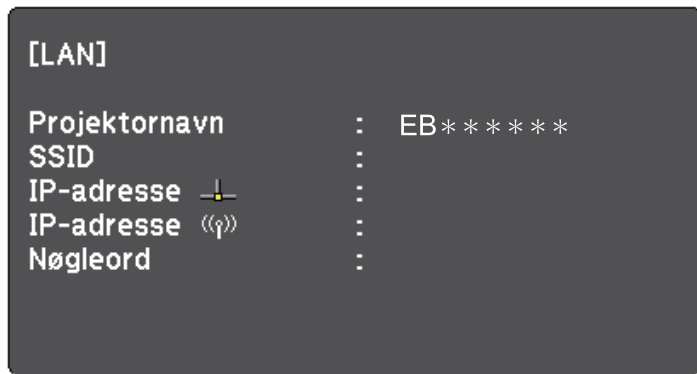 [LAN]
Projektornavn : EB******
SSID :
IP-adresse :
IP-adresse :
Nøgleord :